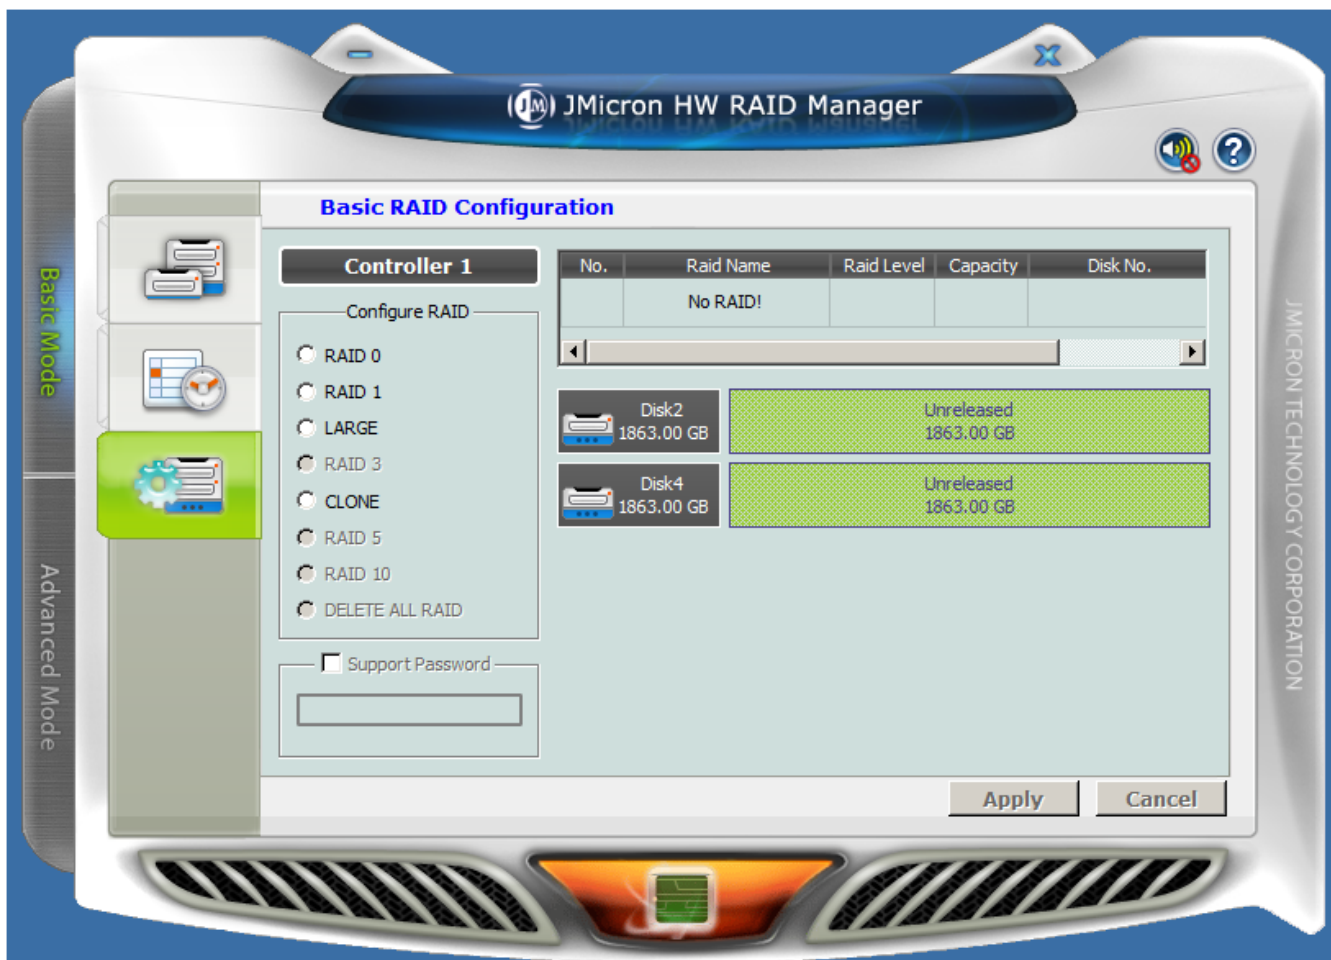 JMicron HW RAID Manager
Basic RAID Configuration
Basic Mode
Advanced Mode
Controller 1
Configure RAID
RAID 0
RAID 1
LARGE
RAID 3
CLONE
RAID 5
RAID 10
DELETE ALL RAID
Support Password
No. Raid Name Raid Level Capacity Disk No.
No RAID!
Disk2 Unreleased
1863.00 GB 1863.00 GB
Disk4 Unreleased
1863.00 GB 1863.00 GB
Apply Cancel
JMICRON TECHNOLOGY CORPORATION